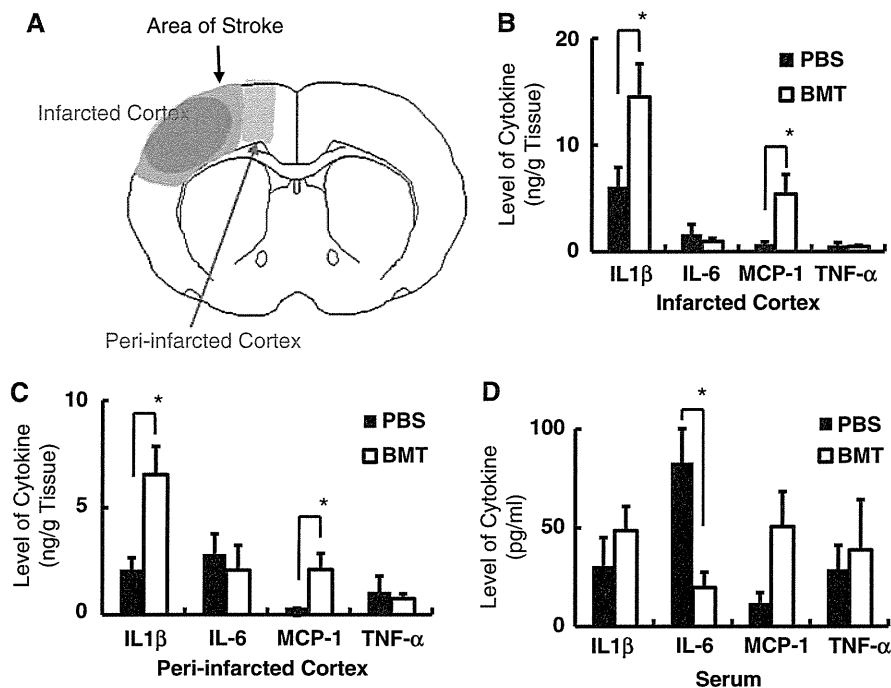 A
Area of Stroke
Infarcted Cortex
Peri-infarcted Cortex
B
Level of Cytokine
(ng/g Tissue)
20
10
0
*
*
PBS
BMT
IL1β IL-6 MCP-1 TNF-α
Infarcted Cortex
C
Level of Cytokine
(ng/g Tissue)
10
5
0
*
*
PBS
BMT
IL1β IL-6 MCP-1 TNF-α
Peri-infarcted Cortex
D
Level of Cytokine
(pg/ml)
100
50
0
*
PBS
BMT
IL1β IL-6 MCP-1 TNF-α
Serum